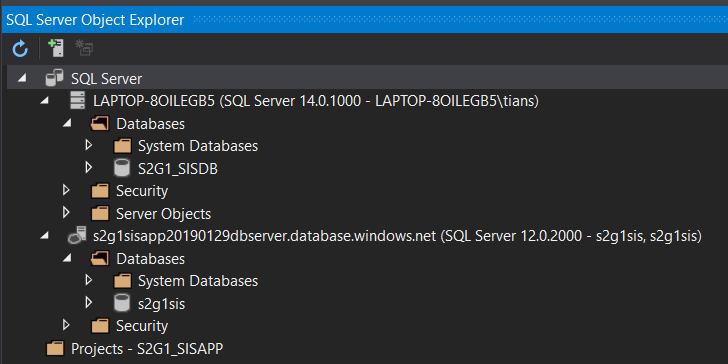 SQL Server Object Explorer
SQL Server
LAPTOP-8OILEGB5 (SQL Server 14.0.1000 - LAPTOP-8OILEGB5\tians)
Databases
System Databases
S2G1_SISDB
Security
Server Objects
s2g1sisapp20190129dbserver.database.windows.net (SQL Server 12.0.2000 - s2g1sis, s2g1sis)
Databases
System Databases
s2g1sis
Security
Projects - S2G1_SISAPP